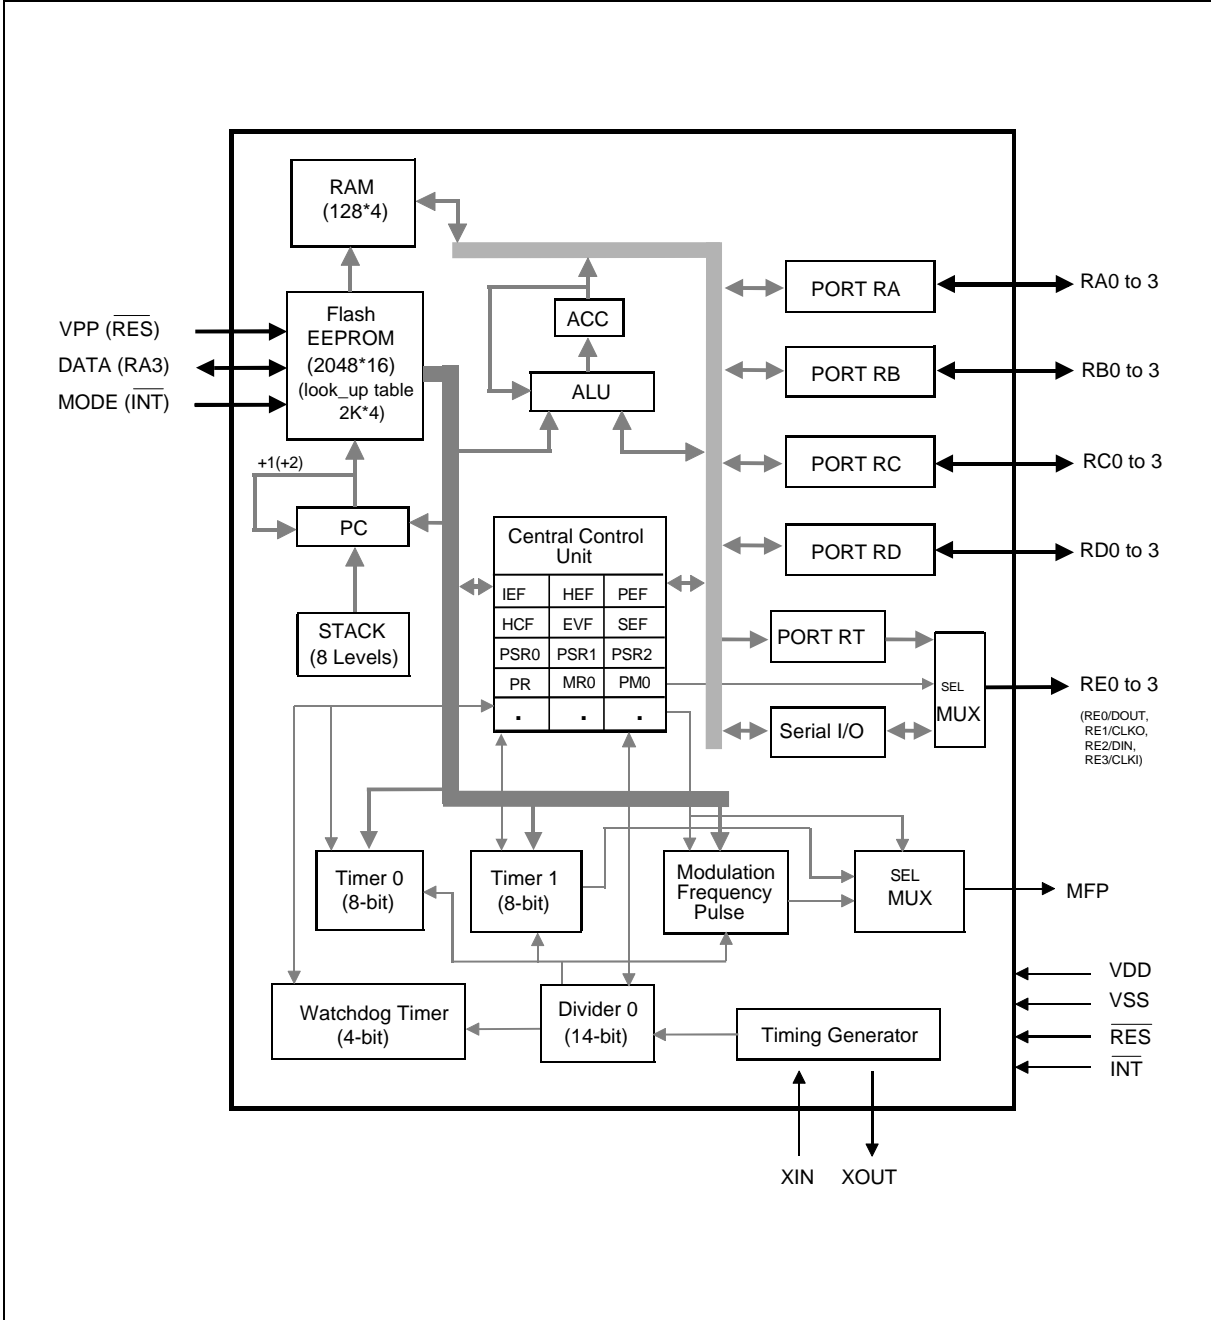 RAM
(128*4)
Flash
EEPROM
(2048*16)
(look_up table
2K*4)
VPP (RES)
DATA (RA3)
MODE (INT)
ACC
ALU
+1(+2)
PC
STACK
(8 Levels)
PORT RA
RA0 to 3
PORT RB
RB0 to 3
PORT RC
RC0 to 3
PORT RD
RD0 to 3
Central Control
Unit
IEF HEF PEF
HCF EVF SEF
PSR0 PSR1 PSR2
PR MR0 PM0
. . .
PORT RT
Serial I/O
SEL
MUX
RE0 to 3
(RE0/DOUT,
RE1/CLKO,
RE2/DIN,
RE3/CLKI)
Timer 0
(8-bit)
Timer 1
(8-bit)
Modulation
Frequency
Pulse
SEL
MUX
MFP
Watchdog Timer
(4-bit)
Divider 0
(14-bit)
Timing Generator
VDD
VSS
RES
INT
XIN XOUT